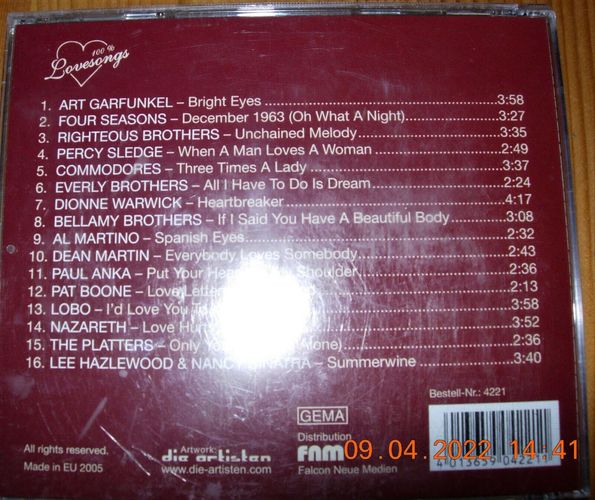 100 %
Lovesongs
1. ART GARFUNKEL – Bright Eyes 3:58
2. FOUR SEASONS – December 1963 (Oh What A Night) 3:27
3. RIGHTEOUS BROTHERS – Unchained Melody 3:35
4. PERCY SLEDGE – When A Man Loves A Woman 2:49
5. COMMODORES – Three Times A Lady 3:37
6. EVERLY BROTHERS – All I Have To Do Is Dream 2:24
7. DIONNE WARWICK – Heartbreaker 4:17
8. BELLAMY BROTHERS – If I Said You Have A Beautiful Body 3:08
9. AL MARTINO – Spanish Eyes 2:32
10. DEAN MARTIN – Everybody Loves Somebody 2:43
11. PAUL ANKA – Put Your Shoulder 2:36
12. PAT BOONE – Love 2:13
13. LOBO – I'd Love You 3:58
14. NAZARETH – Love 3:52
15. THE PLATTERS – Only Alone) 2:36
16. LEE HAZLEWOOD & NANCY SINATRA – Summerwine 3:40
Bestell-Nr.: 4221
GEMA
All rights reserved.
Made in EU 2005
Artwork:
die artisten
www.die-artisten.com
Distribution
FNM
Falcon Neue Medien
09.04.2022 14:41